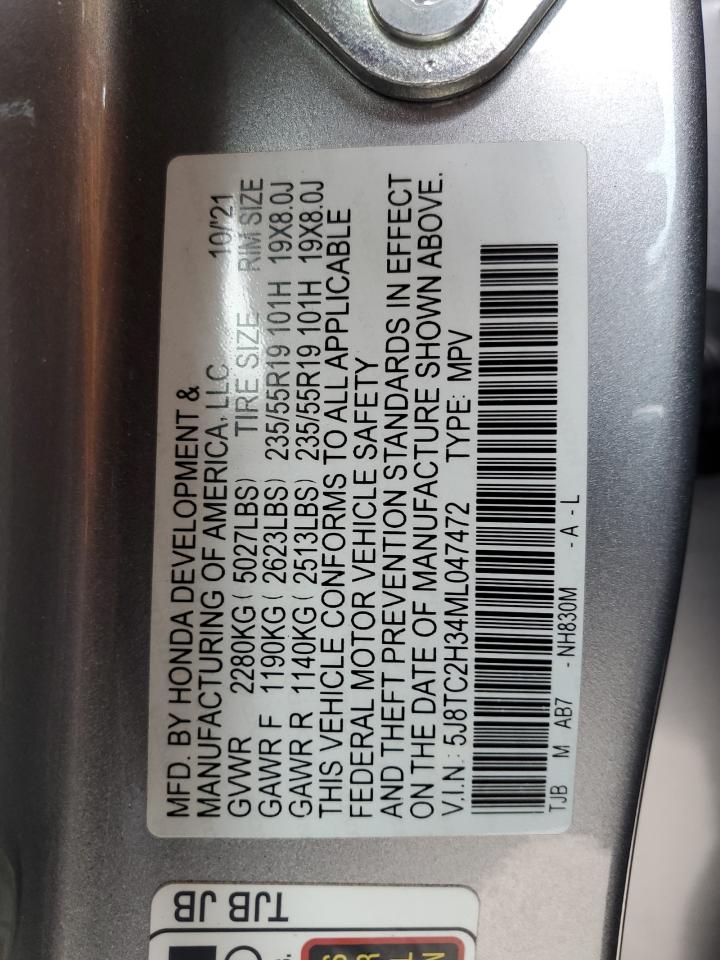 MFD. BY HONDA DEVELOPMENT &
MANUFACTURING OF AMERICA, LLC 10/'21
GVWR 2280KG ( 5027LBS) TIRE SIZE RIM SIZE
GAWR F 1190KG ( 2623LBS) 235/55R19 101H 19X8.0J
GAWR R 1140KG ( 2513LBS) 235/55R19 101H 19X8.0J
THIS VEHICLE CONFORMS TO ALL APPLICABLE
FEDERAL MOTOR VEHICLE SAFETY
AND THEFT PREVENTION STANDARDS IN EFFECT
ON THE DATE OF MANUFACTURE SHOWN ABOVE.
V.I.N.: 5J8TC2H34ML047472 TYPE: MPV
TJB M AB7 -NH830M -A-L
TJB JB